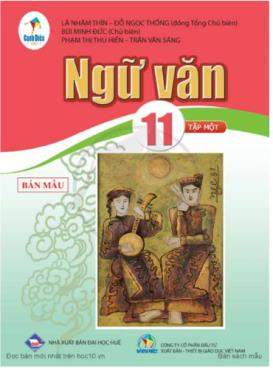 LÃ NHÂM THÌN – ĐỖ NGỌC THỐNG (đồng Tổng Chủ biên)
BÙI MINH ĐỨC (Chủ biên)
PHẠM THỊ THU HIỀN – TRẦN VĂN SÁNG
Cánh Diều
Ngữ văn
11
TẬP MỘT
BẢN MẪU
NHÀ XUẤT BẢN ĐẠI HỌC HUẾ
CÔNG TY CỔ PHẦN ĐẦU TƯ
XUẤT BẢN - THIẾT BỊ GIÁO DỤC VIỆT NAM
Đọc bản mới nhất trên hoc10.vn
Bản sách mẫu